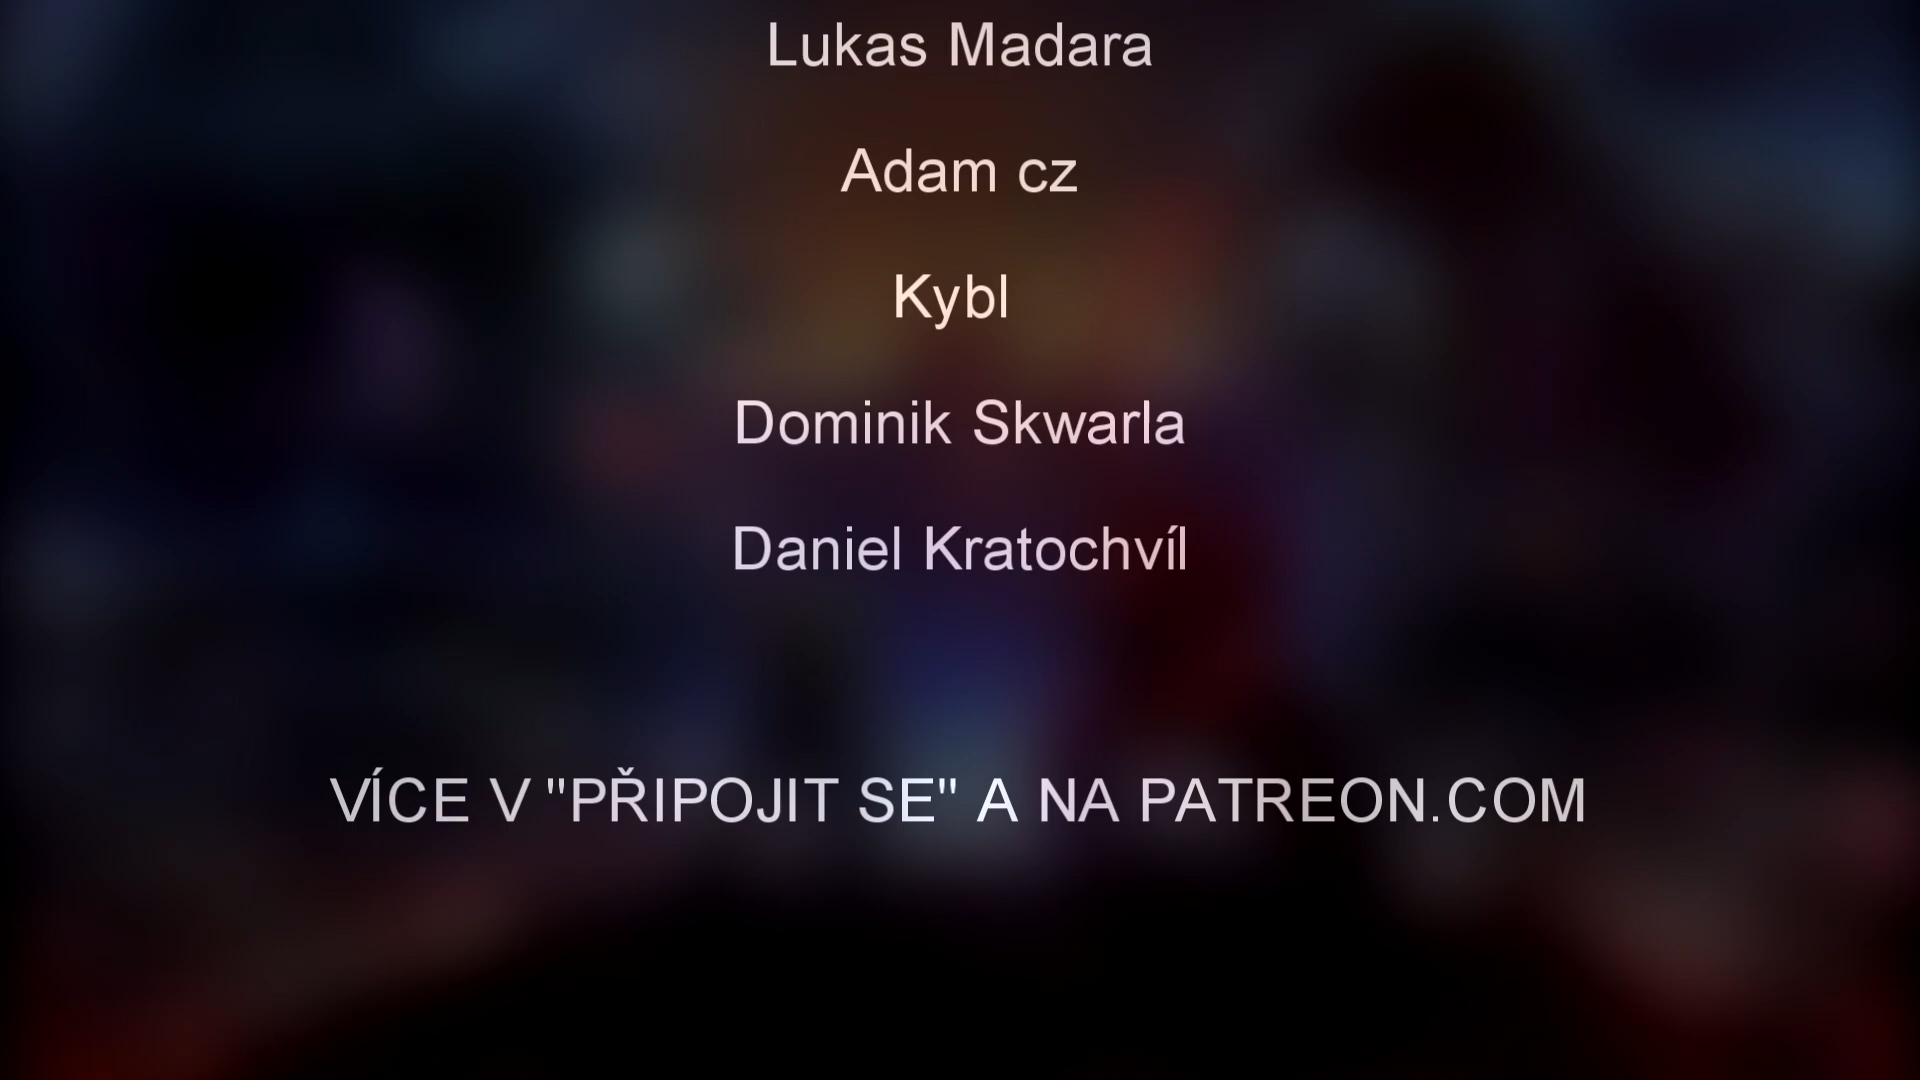 Lukas Madara
Adam cz
Kybl
Dominik Skwarla
Daniel Kratochvíl
VÍCE V "PŘIPOJIT SE" A NA PATREON.COM